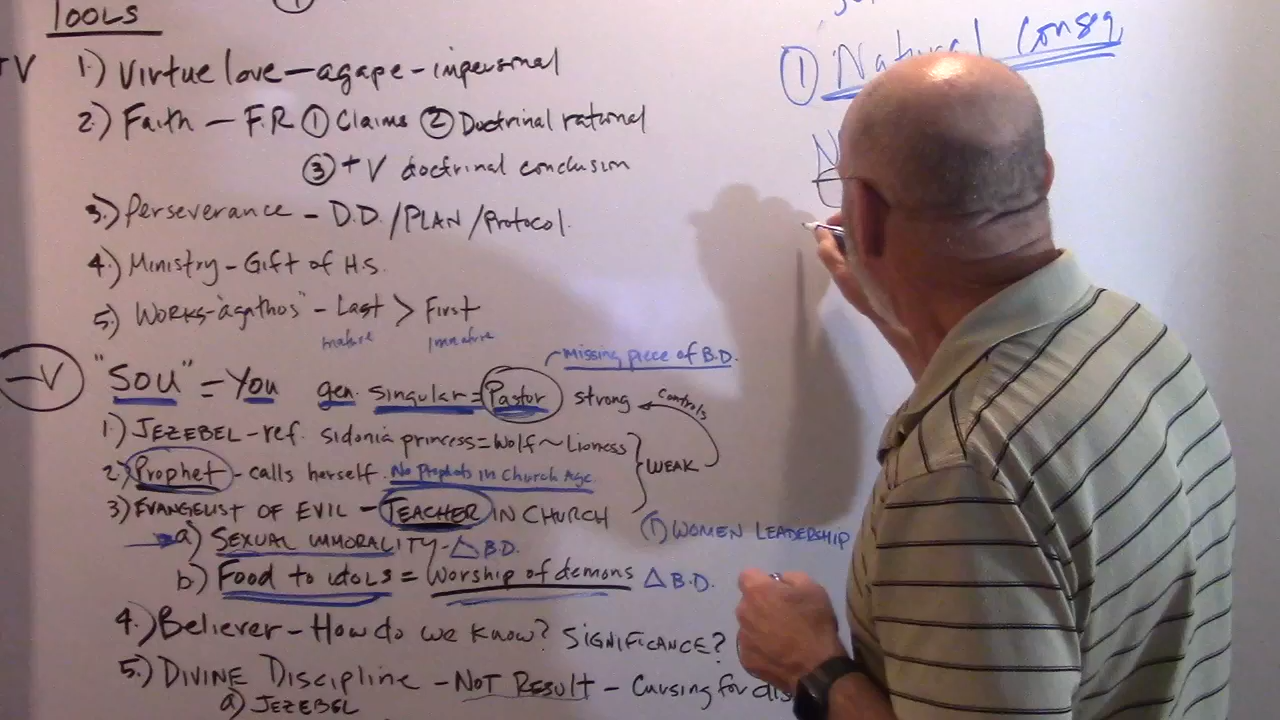 TOOLS
+V 1.) Virtue love - agape - impersonal
2.) Faith - F.R ① Claims ② Doctrinal rational
③ +V doctrinal conclusion
3.) Perseverance - D.D. / PLAN / Protocol.
4.) Ministry - Gift of H.S.
5) Works - "agathos" - Last > First
mature immature
Missing piece of B.D.
-V "SOU" = You gen. singular = Pastor strong controls
1.) JEZEBEL - ref. sidonia princess = Wolf ~ Lioness
2) Prophet - calls herself. No Prophets in Church Age. WEAK
3) EVANGELIST OF EVIL - TEACHER IN CHURCH
(1) WOMEN LEADERSHIP
a) SEXUAL IMMORALITY - △ B.D.
b) Food to idols = Worship of demons △ B.D.
4.) Believer - How do we know? SIGNIFICANCE?
5.) DIVINE Discipline - NOT RESULT - Cursing for dis
a) JEZEBEL
① Natural Conseq
N